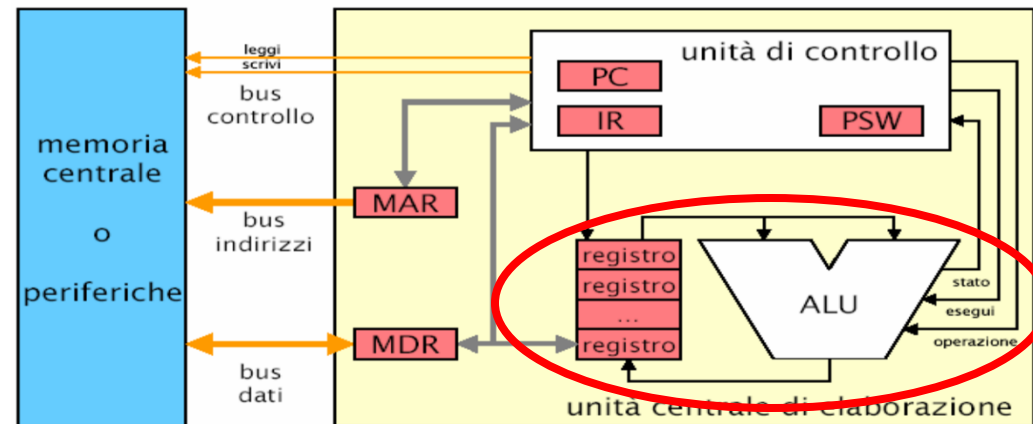 leggi
scrivi
bus
controllo
memoria
centrale
o
periferiche
bus
indirizzi
bus
dati
unità di controllo
PC
IR
PSW
MAR
MDR
registro
registro
...
registro
ALU
stato
esegui
operazione
unità centrale di elaborazione